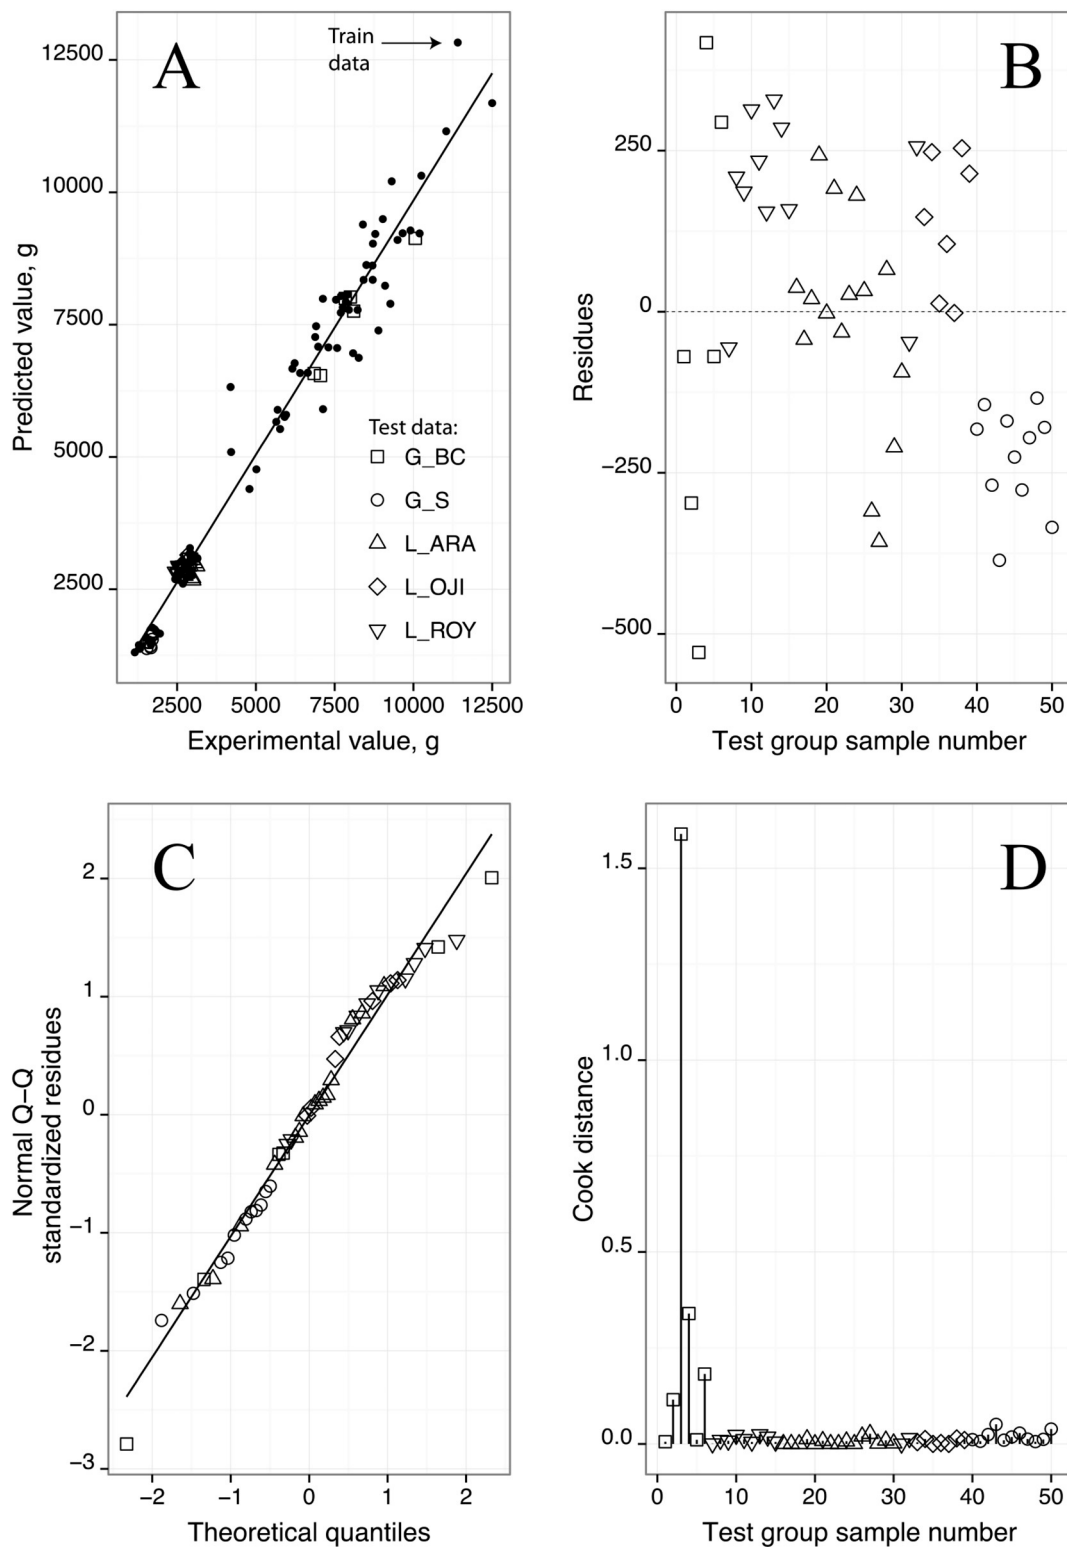 A
Train
data
12500
10000
7500
5000
2500
Predicted value, g
Test data:
G_BC
G_S
L_ARA
L_OJI
L_ROY
2500 5000 7500 10000 12500
Experimental value, g
B
250
0
−250
−500
Residues
0 10 20 30 40 50
Test group sample number
C
2
1
0
−1
−2
−3
Normal Q−Q
standardized residues
−2 −1 0 1 2
Theoretical quantiles
D
1.5
1.0
0.5
0.0
Cook distance
0 10 20 30 40 50
Test group sample number